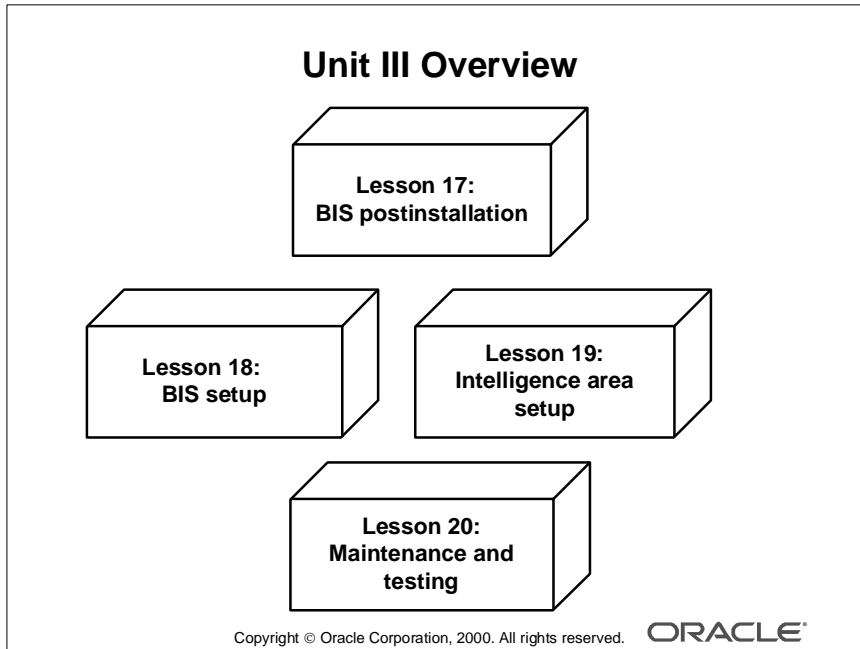 Unit III Overview
Lesson 17:
BIS postinstallation
Lesson 18:
BIS setup
Lesson 19:
Intelligence area
setup
Lesson 20:
Maintenance and
testing
Copyright © Oracle Corporation, 2000. All rights reserved.
ORACLE®